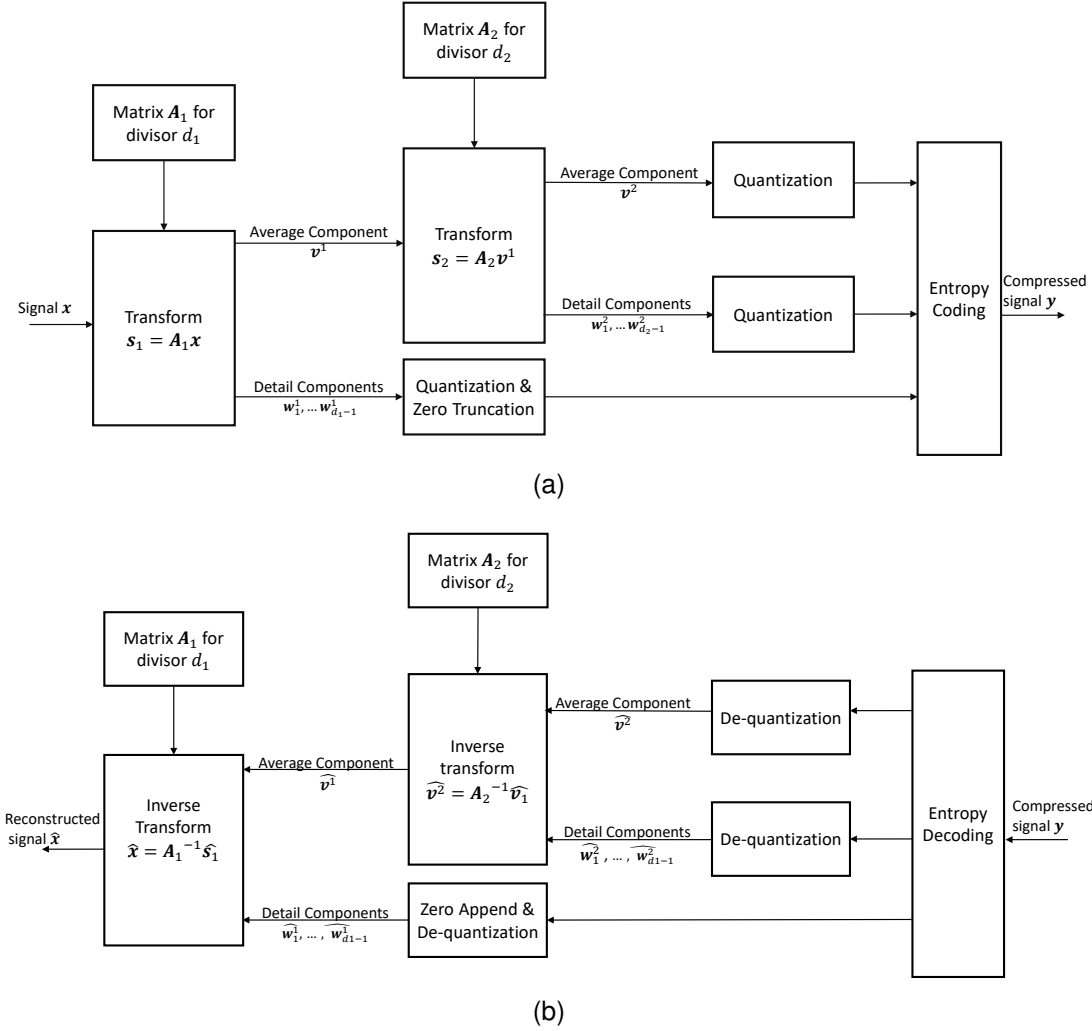 Matrix A₂ for
divisor d₂
Matrix A₁ for
divisor d₁
Average Component
v²
Quantization
Average Component
v¹
Transform
s₂ = A₂v¹
Signal x
Transform
s₁ = A₁x
Detail Components
w₁², … w²_{d₂−1}
Quantization
Entropy
Coding
Compressed
signal y
Detail Components
w₁¹, … w¹_{d₁−1}
Quantization &
Zero Truncation
(a)
Matrix A₂ for
divisor d₂
Matrix A₁ for
divisor d₁
Average Component
v̂²
De-quantization
Average Component
v̂¹
Inverse
transform
v̂² = A₂⁻¹v̂₁
Reconstructed
signal x̂
Inverse
Transform
x̂ = A₁⁻¹ŝ₁
Detail Components
ŵ₁² , … , ŵ²_{d1−1}
De-quantization
Entropy
Decoding
Compressed
signal y
Detail Components
ŵ₁¹, … , ŵ¹_{d1−1}
Zero Append &
De-quantization
(b)